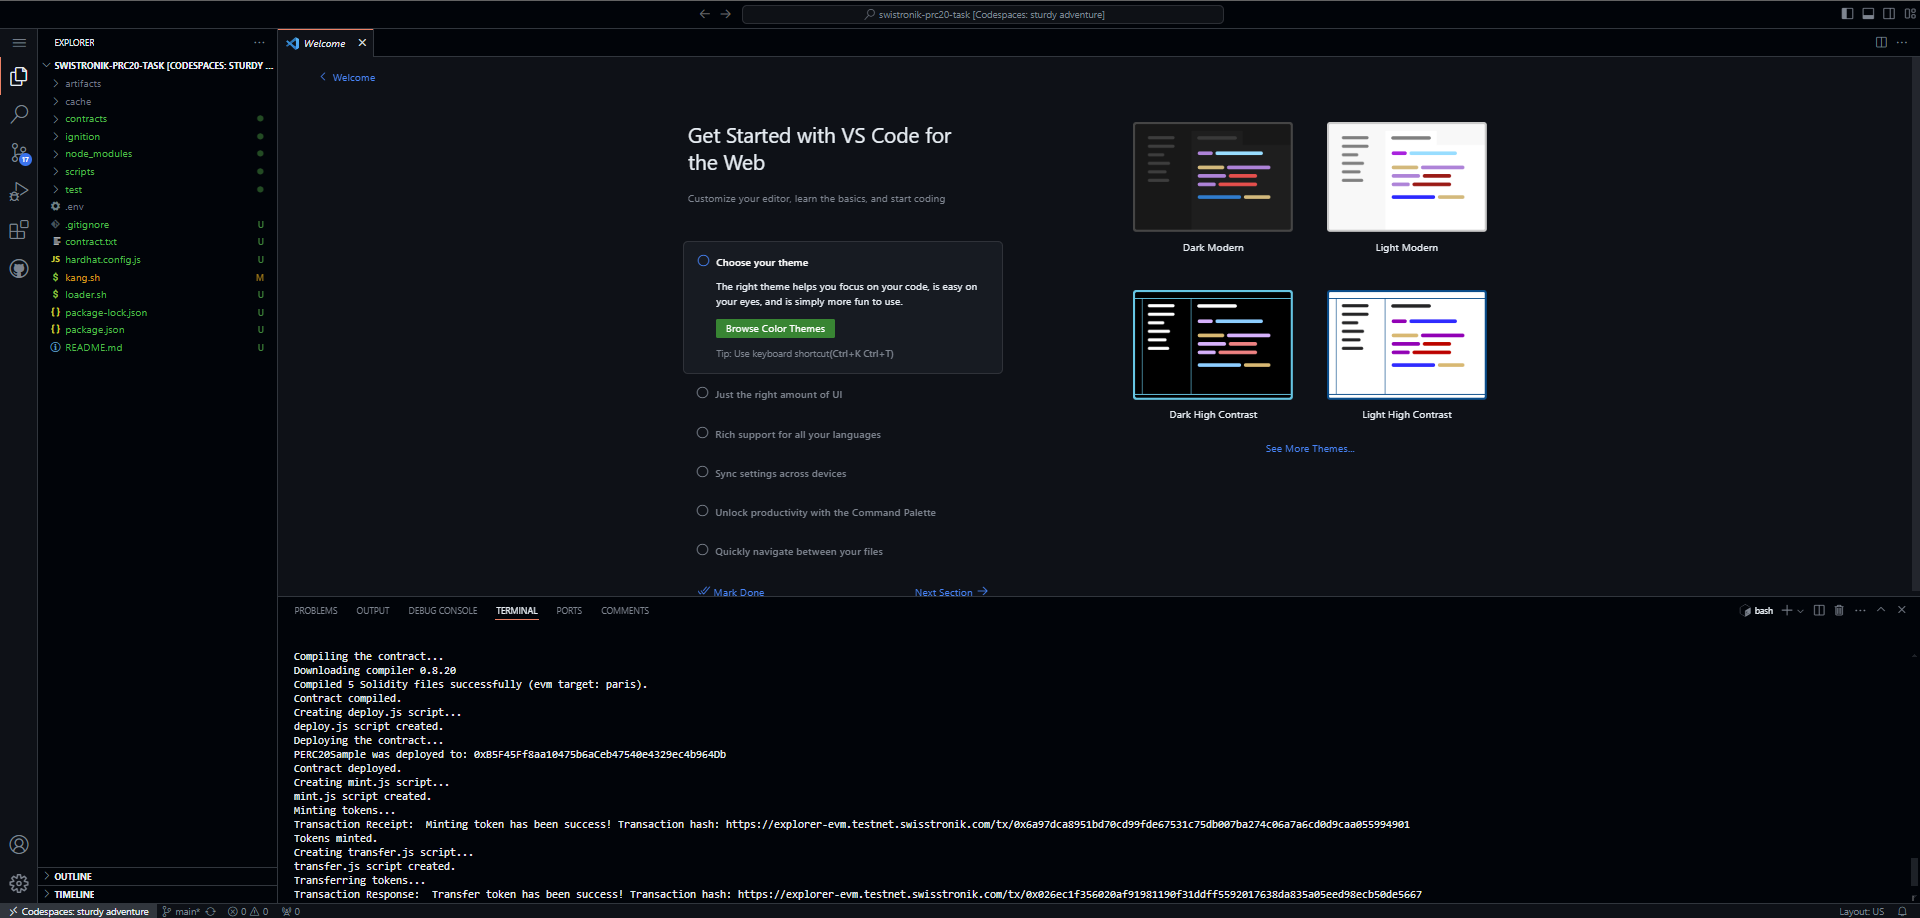 swistronik-prc20-task [Codespaces: sturdy adventure]
EXPLORER
Welcome
SWISTRONIK-PRC20-TASK [CODESPACES: STURDY ...
artifacts
cache
contracts
ignition
node_modules
scripts
test
.env
.gitignore U
contract.txt U
JS hardhat.config.js U
$ kang.sh M
$ loader.sh U
{} package-lock.json U
{} package.json U
README.md U
17
OUTLINE
TIMELINE
Welcome
Get Started with VS Code for
the Web
Customize your editor, learn the basics, and start coding
Choose your theme
The right theme helps you focus on your code, is easy on
your eyes, and is simply more fun to use.
Browse Color Themes
Tip: Use keyboard shortcut(Ctrl+K Ctrl+T)
Just the right amount of UI
Rich support for all your languages
Sync settings across devices
Unlock productivity with the Command Palette
Quickly navigate between your files
Mark Done
Next Section
Dark Modern
Light Modern
Dark High Contrast
Light High Contrast
See More Themes...
PROBLEMS OUTPUT DEBUG CONSOLE TERMINAL PORTS COMMENTS
bash
Compiling the contract...
Downloading compiler 0.8.20
Compiled 5 Solidity files successfully (evm target: paris).
Contract compiled.
Creating deploy.js script...
deploy.js script created.
Deploying the contract...
PERC20Sample was deployed to: 0xB5F45Ff8aa10475b6aCeb47540e4329ec4b964Db
Contract deployed.
Creating mint.js script...
mint.js script created.
Minting tokens...
Transaction Receipt:  Minting token has been success! Transaction hash: https://explorer-evm.testnet.swisstronik.com/tx/0x6a97dca8951bd70cd99fde67531c75db007ba274c06a7a6cd0d9caa055994901
Tokens minted.
Creating transfer.js script...
transfer.js script created.
Transferring tokens...
Transaction Response:  Transfer token has been success! Transaction hash: https://explorer-evm.testnet.swisstronik.com/tx/0x026ec1f356020af91981190f31ddff5592017638da835a05eed98ecb50de5667
Codespaces: sturdy adventure main* 0 0 0
Layout: US